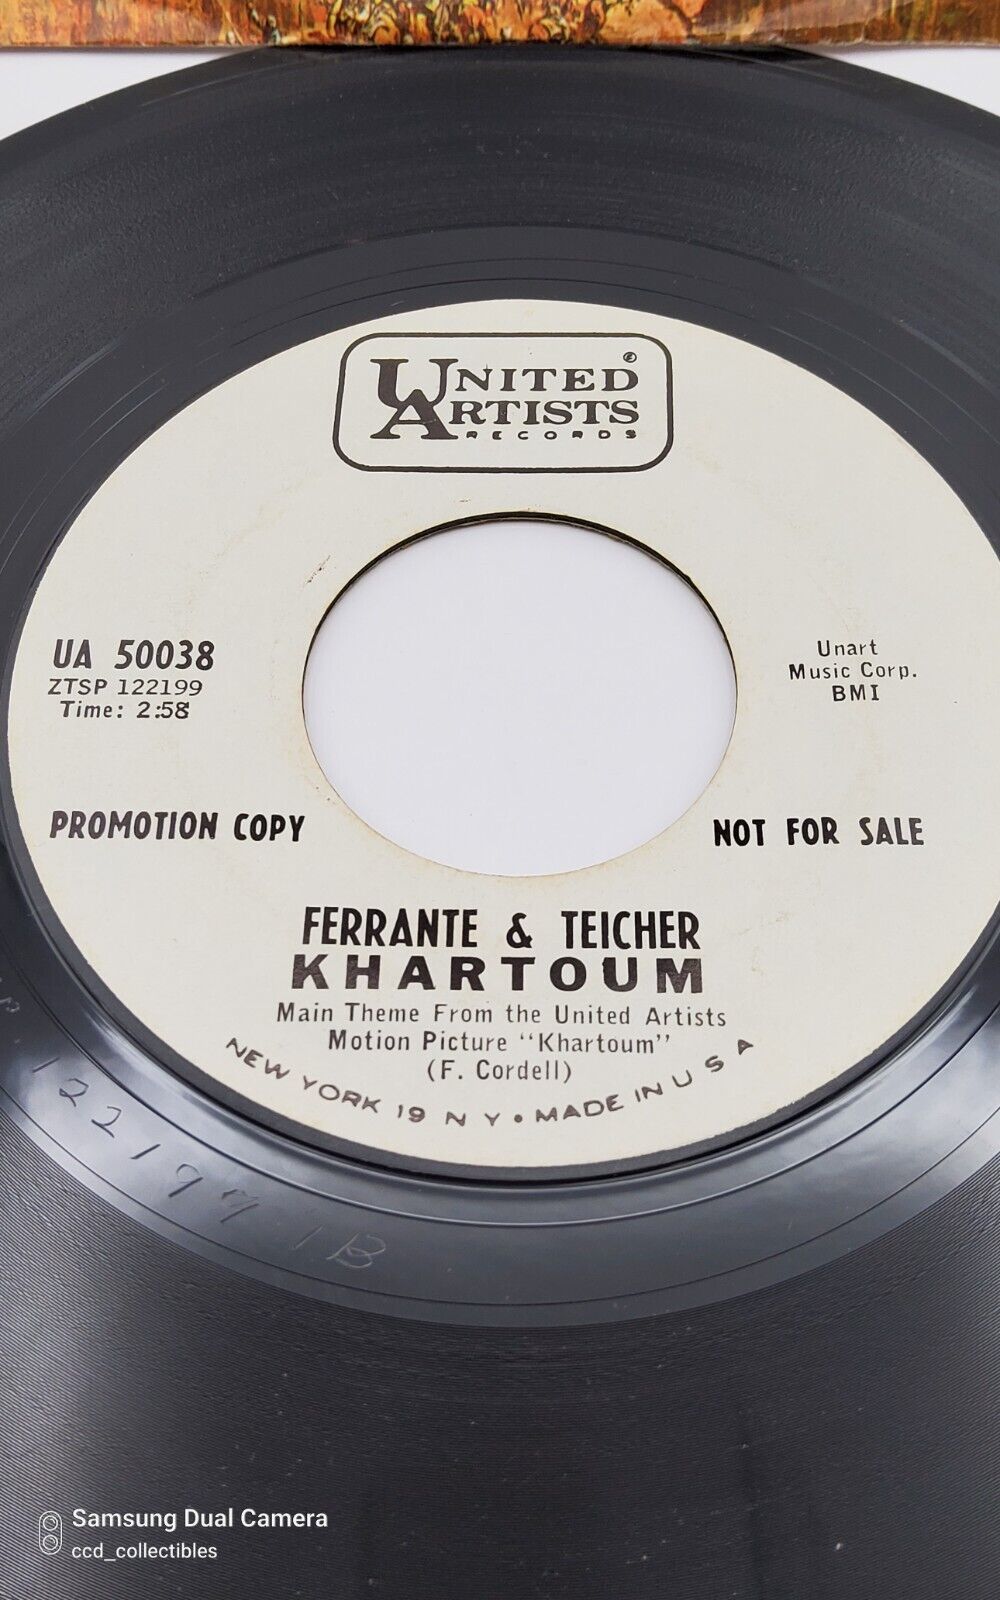 UNITED
ARTISTS
RECORDS
UA 50038
ZTSP 122199
Time: 2:58
Unart
Music Corp.
BMI
PROMOTION COPY
NOT FOR SALE
FERRANTE & TEICHER
KHARTOUM
Main Theme From the United Artists
Motion Picture "Khartoum"
(F. Cordell)
NEW YORK 19 N Y • MADE IN U S A
122199 1B
Samsung Dual Camera
ccd_collectibles